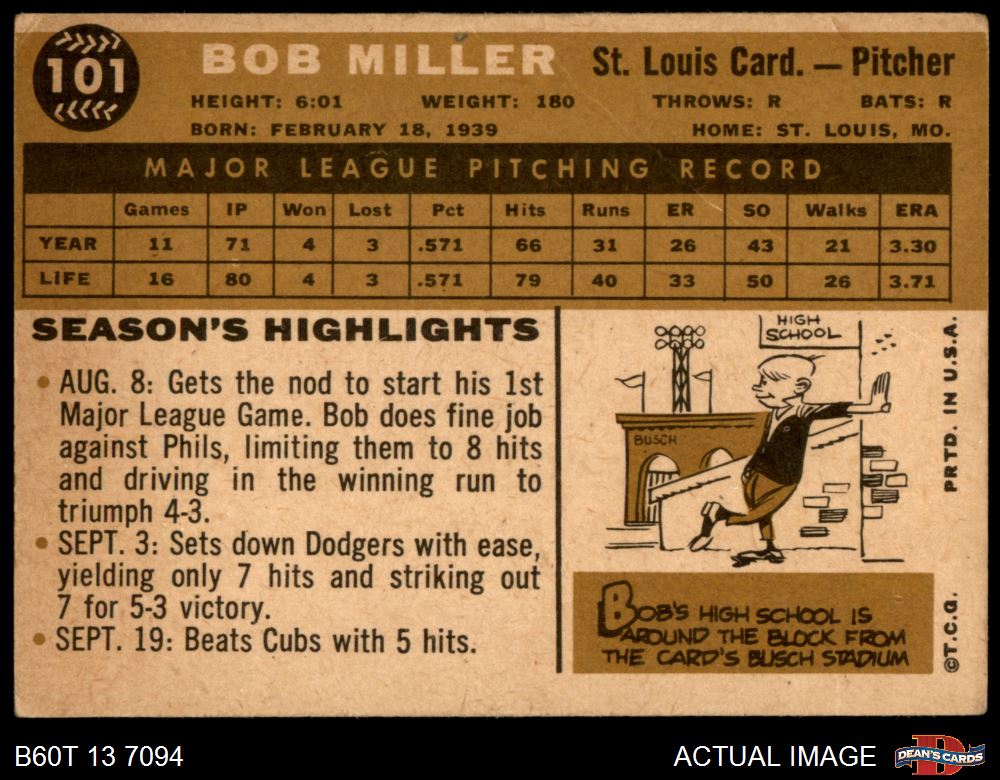 101
BOB MILLER St. Louis Card. — Pitcher
HEIGHT: 6:01 WEIGHT: 180 THROWS: R BATS: R
BORN: FEBRUARY 18, 1939 HOME: ST. LOUIS, MO.
MAJOR LEAGUE PITCHING RECORD
Games IP Won Lost Pct Hits Runs ER SO Walks ERA
YEAR 11 71 4 3 .571 66 31 26 43 21 3.30
LIFE 16 80 4 3 .571 79 40 33 50 26 3.71
SEASON'S HIGHLIGHTS
• AUG. 8: Gets the nod to start his 1st
Major League Game. Bob does fine job
against Phils, limiting them to 8 hits
and driving in the winning run to
triumph 4-3.
• SEPT. 3: Sets down Dodgers with ease,
yielding only 7 hits and striking out
7 for 5-3 victory.
• SEPT. 19: Beats Cubs with 5 hits.
HIGH
SCHOOL
BUSCH
BOB'S HIGH SCHOOL IS
AROUND THE BLOCK FROM
THE CARD'S BUSCH STADIUM
PRTD. IN U.S.A.
©T.C.G.
B60T 13 7094
ACTUAL IMAGE
D
DEAN'S CARDS